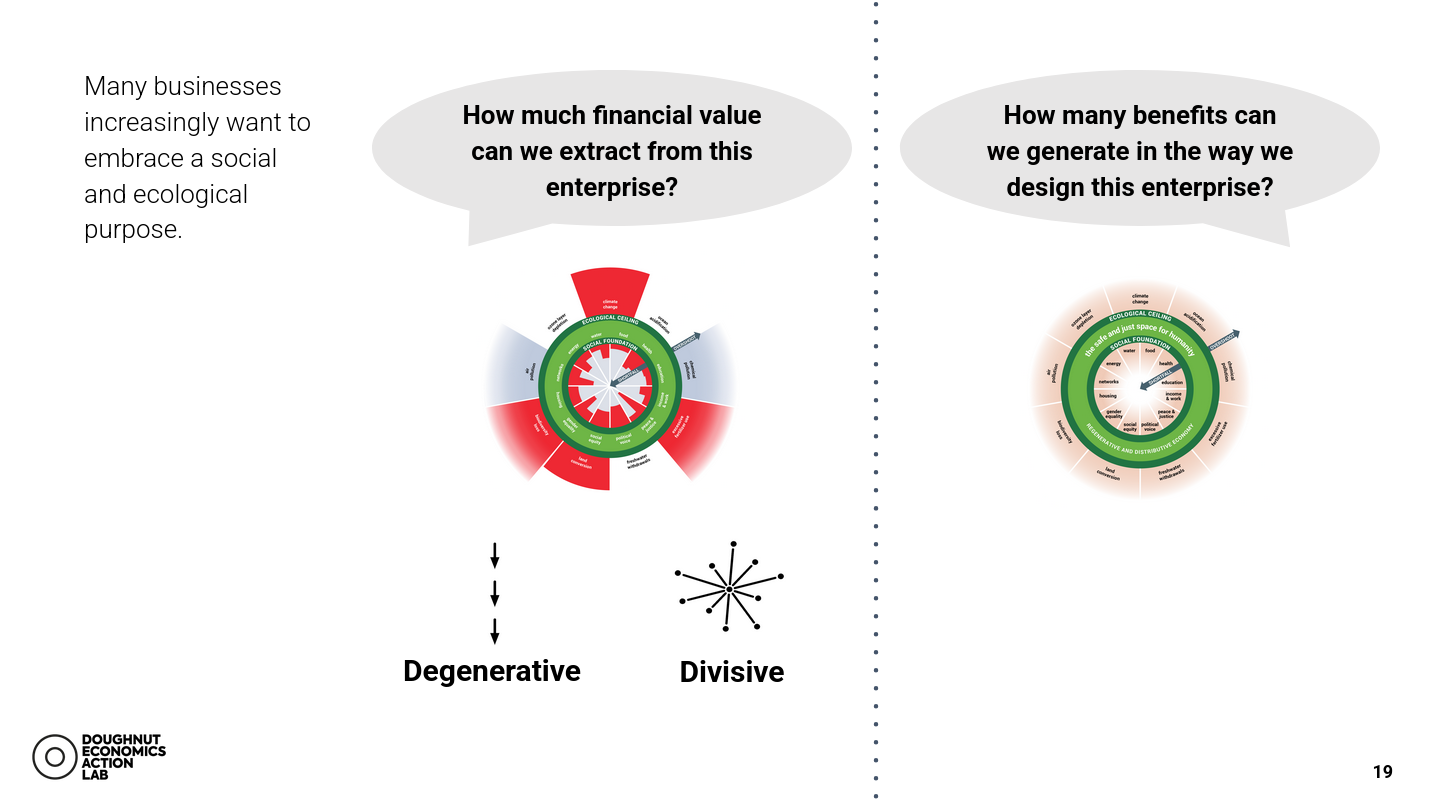 Many businesses
increasingly want to
embrace a social
and ecological
purpose.
How much financial value
can we extract from this
enterprise?
climate
change
ozone layer
depletion
ocean
acidification
air
pollution
chemical
pollution
biodiversity
loss
excessive
fertilizer use
land
conversion
freshwater
withdrawals
OVERSHOOT
ECOLOGICAL CEILING
SOCIAL FOUNDATION
SHORTFALL
water
food
energy
health
networks
education
housing
income
& work
gender
equality
peace &
justice
social
equity
political
voice
Degenerative
Divisive
How many benefits can
we generate in the way we
design this enterprise?
climate
change
ozone layer
depletion
ocean
acidification
air
pollution
chemical
pollution
biodiversity
loss
excessive
fertilizer use
land
conversion
freshwater
withdrawals
OVERSHOOT
ECOLOGICAL CEILING
the safe and just space for humanity
SOCIAL FOUNDATION
SHORTFALL
water
food
energy
health
networks
education
housing
income
& work
gender
equality
peace &
justice
social
equity
political
voice
REGENERATIVE AND DISTRIBUTIVE ECONOMY
DOUGHNUT
ECONOMICS
ACTION
LAB
19